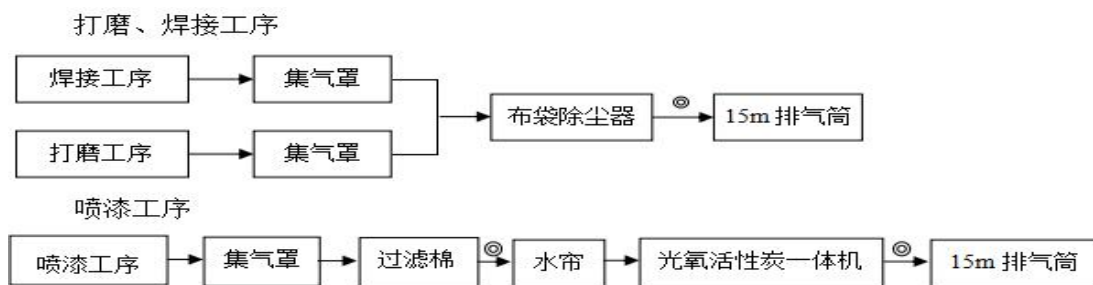 打磨、焊接工序
焊接工序 集气罩
布袋除尘器 ◎ 15m 排气筒
打磨工序 集气罩
喷漆工序
喷漆工序 集气罩 过滤棉 ◎ 水帘 光氧活性炭一体机 ◎ 15m 排气筒